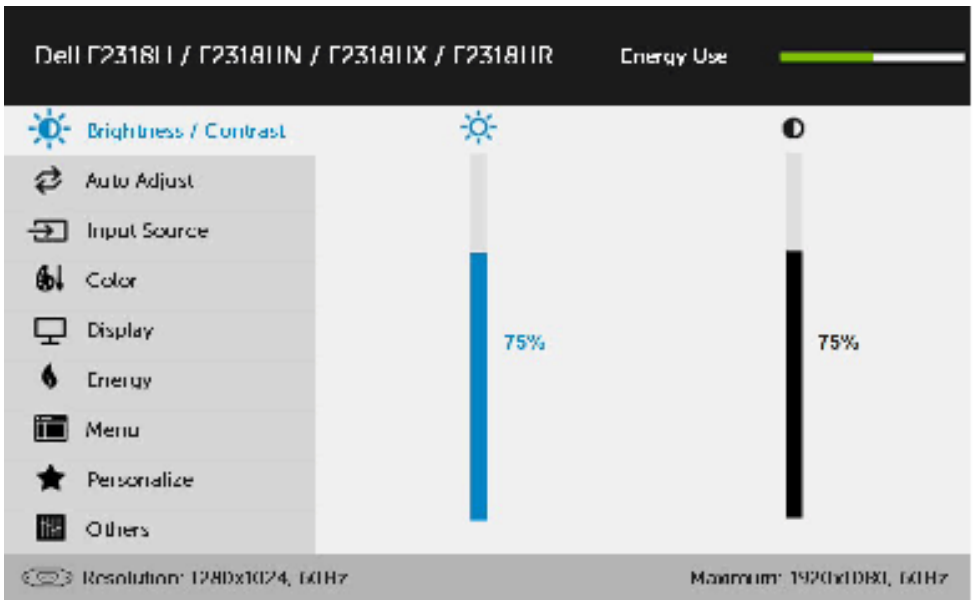 Dell E2318H / E2318HN / E2318HX / E2318HR
Energy Use
Brightness / Contrast
Auto Adjust
Input Source
Color
Display
Energy
Menu
Personalize
Others
75%
75%
Resolution: 1280x1024, 60Hz
Maximum: 1920x1080, 60Hz